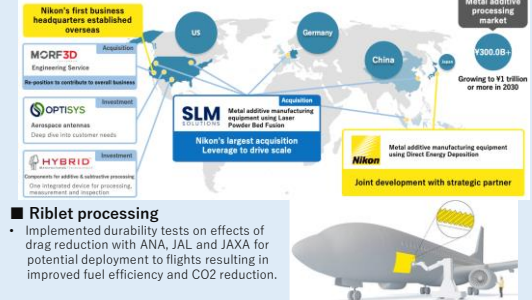 Nikon's first business
headquarters established
overseas
Metal additive
processing
market
US
Germany
China
Japan
¥300.0B+
Growing to ¥1 trillion
or more in 2030
Acquisition
MORF3D
Engineering Service
Re-position to contribute to overall business
Investment
OPTISYS
Aerospace antennas
Deep dive into customer needs
Investment
HYBRID
Components for additive & subtractive processing
One integrated device for processing,
measurement and inspection
Acquisition
SLM
SOLUTIONS
Metal additive manufacturing
equipment using Laser
Powder Bed Fusion
Nikon's largest acquisition
Leverage to drive scale
Nikon
Metal additive manufacturing equipment
using Direct Energy Deposition
Joint development with strategic partner
■ Riblet processing
• Implemented durability tests on effects of
drag reduction with ANA, JAL and JAXA for
potential deployment to flights resulting in
improved fuel efficiency and CO2 reduction.